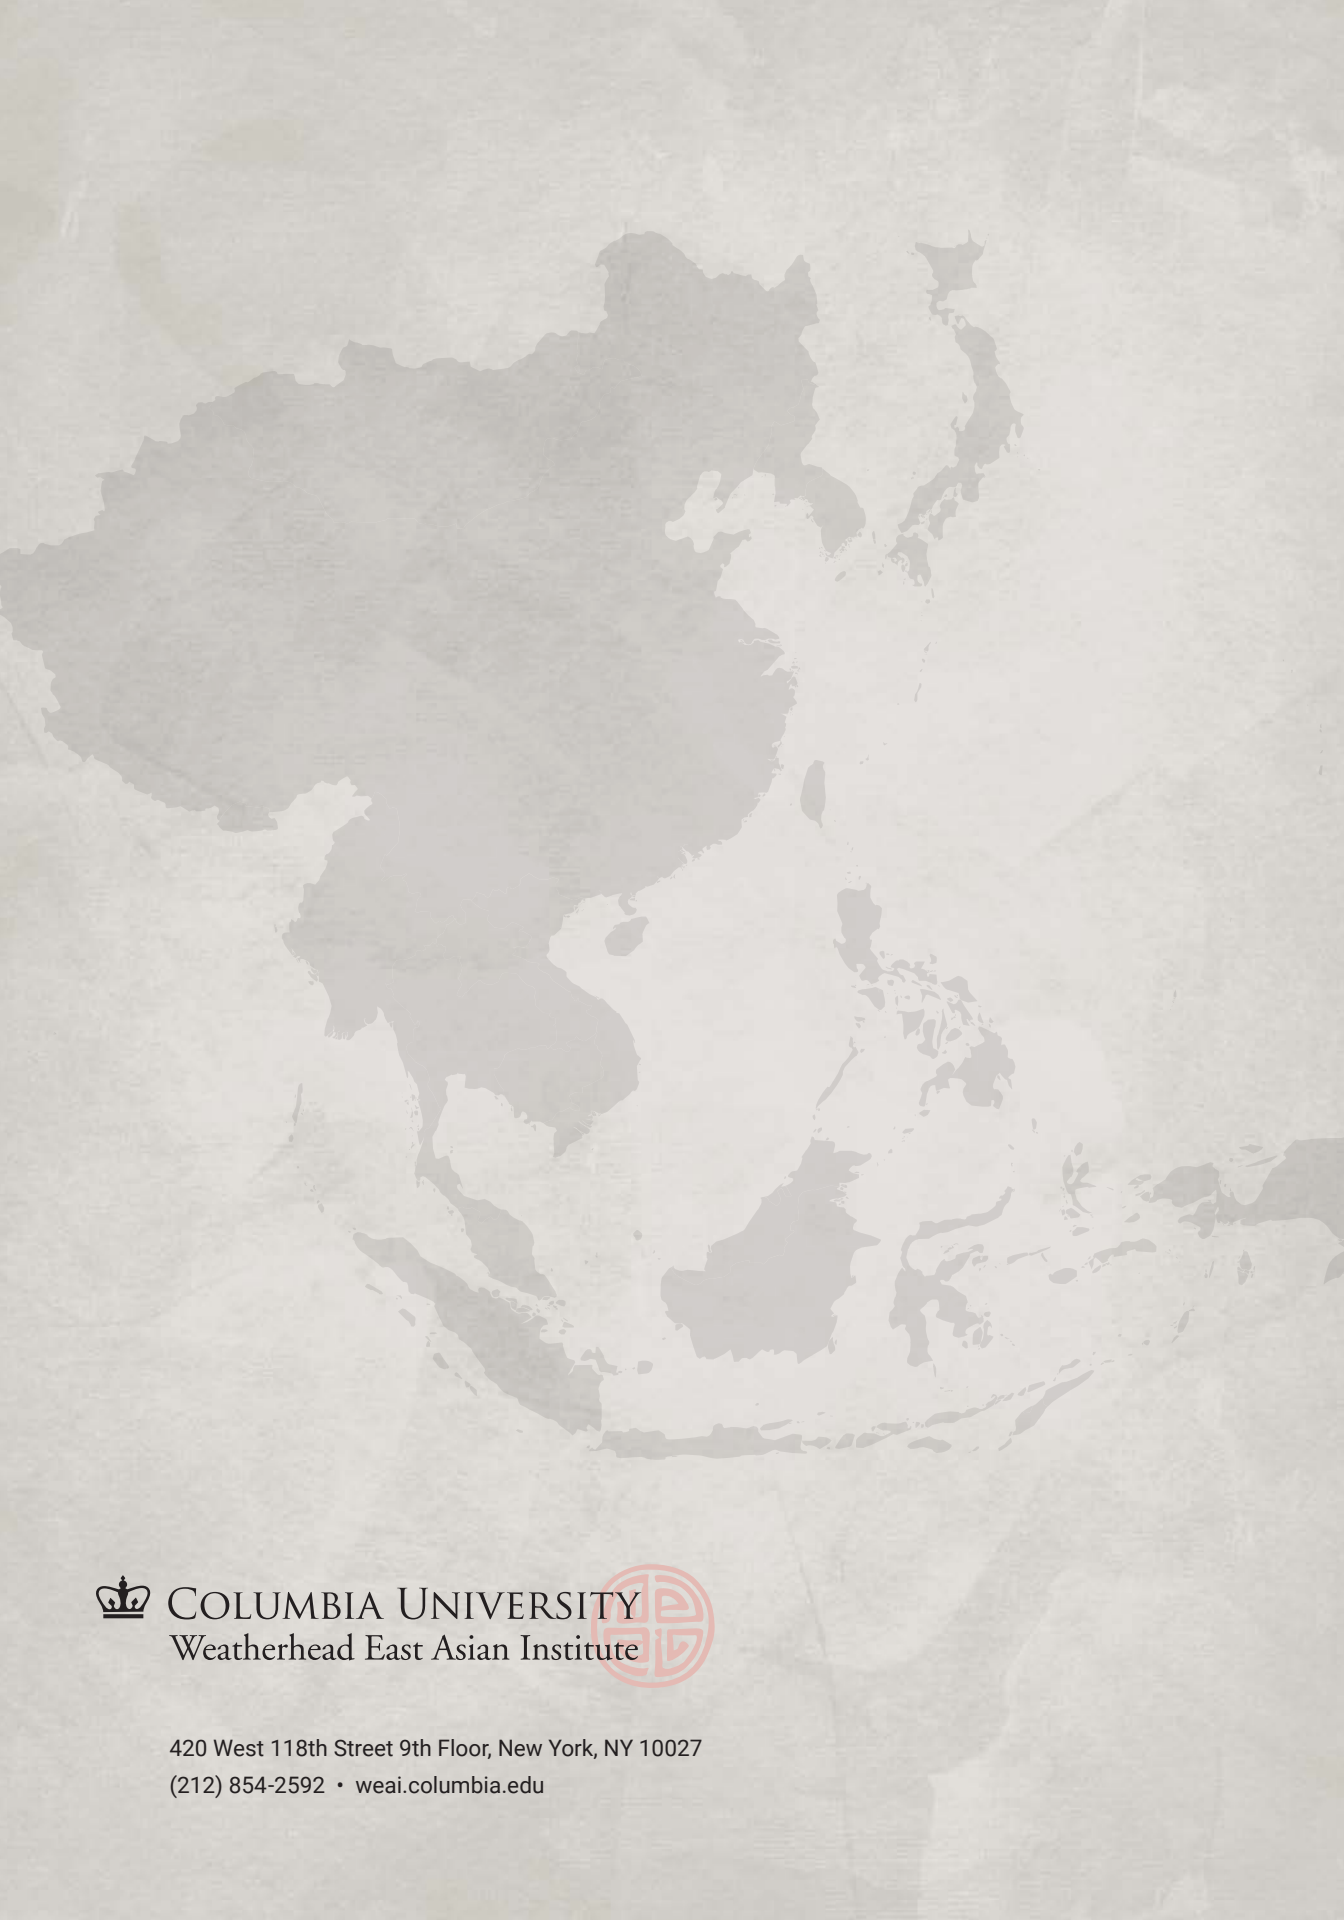 COLUMBIA UNIVERSITY
Weatherhead East Asian Institute
420 West 118th Street 9th Floor, New York, NY 10027
(212) 854-2592 • weai.columbia.edu